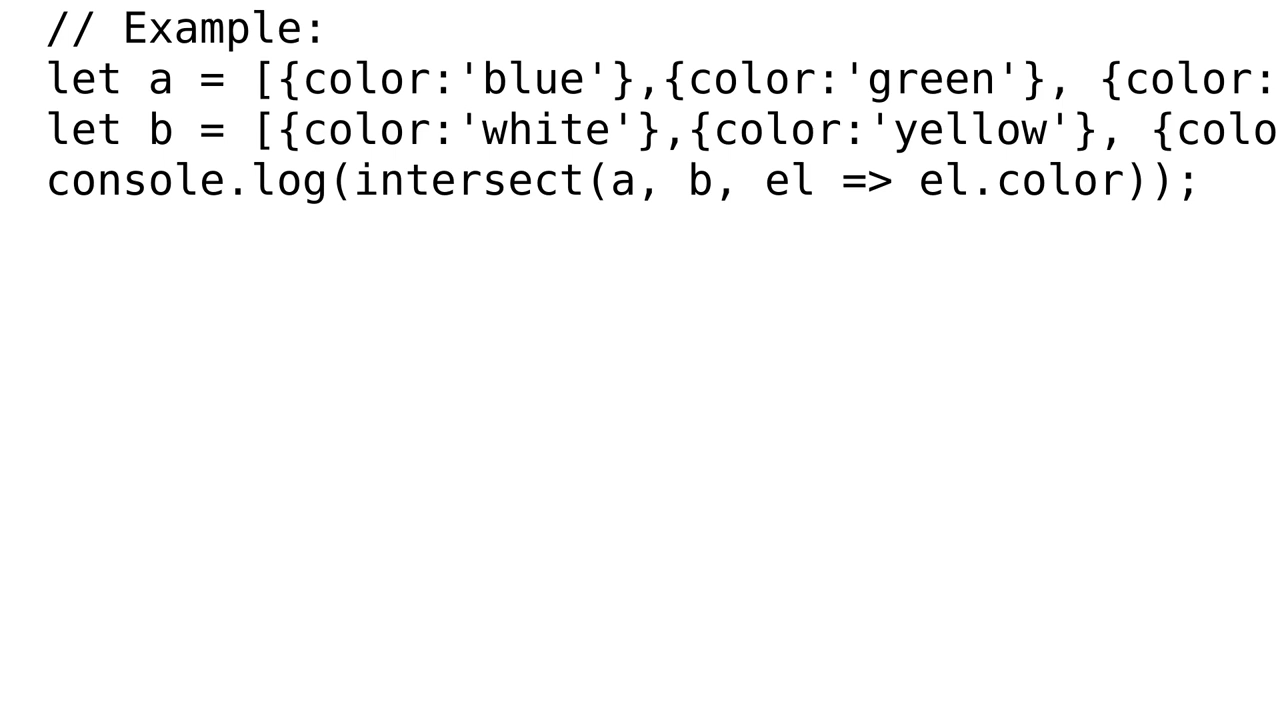 // Example:
let a = [{color:'blue'},{color:'green'}, {color:
let b = [{color:'white'},{color:'yellow'}, {colo
console.log(intersect(a, b, el => el.color));